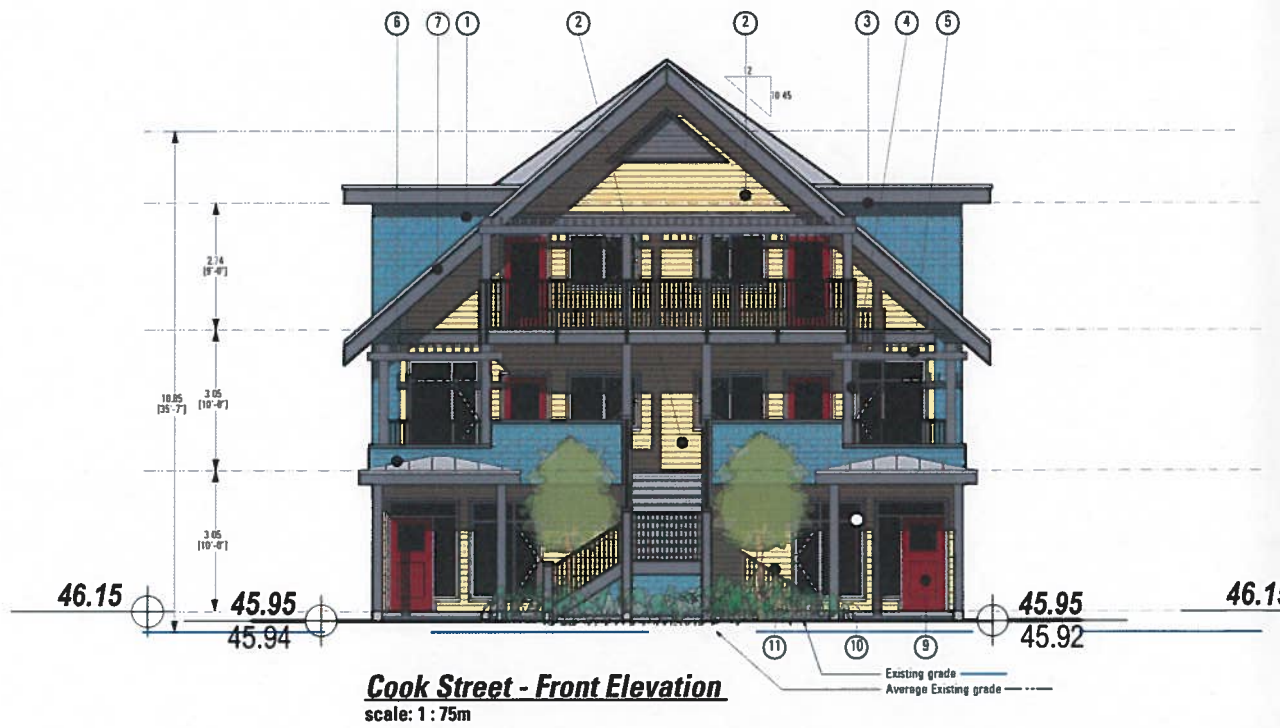 6 7 1 2 2 3 4 5
12
10.45
2.74
[9'-0"]
10.85
[35'-7"]
3.05
[10'-0"]
3.05
[10'-0"]
46.15 45.95 45.95 46.15
45.94 45.92
11 10 9
Existing grade
Average Existing grade
Cook Street - Front Elevation
scale: 1 : 75m